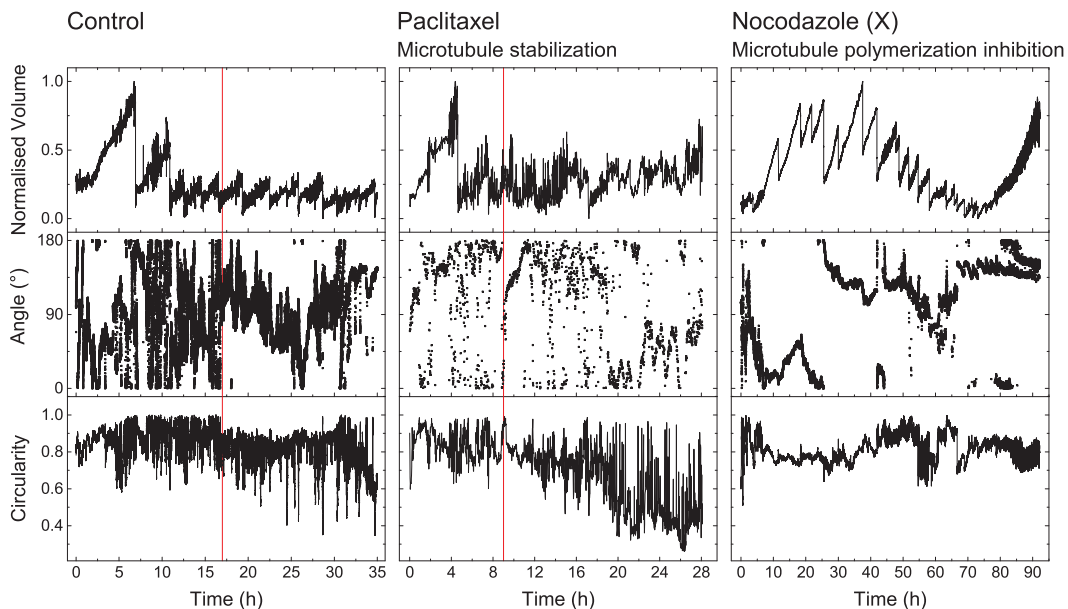 Control
Paclitaxel
Nocodazole (X)
Microtubule stabilization
Microtubule polymerization inhibition
Normalised Volume
1.0
0.5
0.0
Angle (°)
180
90
0
Circularity
1.0
0.8
0.6
0.4
0 5 10 15 20 25 30 35
0 4 8 12 16 20 24 28
0 10 20 30 40 50 60 70 80 90
Time (h)
Time (h)
Time (h)